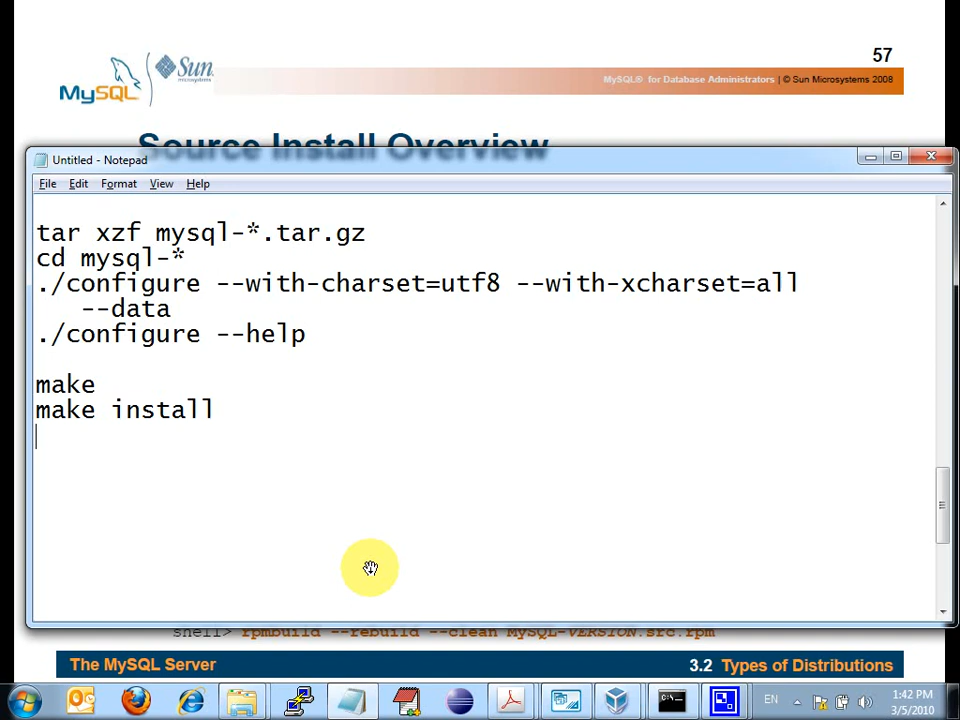 57
MySQL
Sun
microsystems
MySQL® for Database Administrators | © Sun Microsystems 2008
Source Install Overview
Untitled - Notepad
File Edit Format View Help
tar xzf mysql-*.tar.gz
cd mysql-*
./configure --with-charset=utf8 --with-xcharset=all
--data
./configure --help
make
make install
shell> rpmbuild --rebuild --clean MySQL-VERSION.src.rpm
The MySQL Server
3.2 Types of Distributions
EN
1:42 PM
3/5/2010